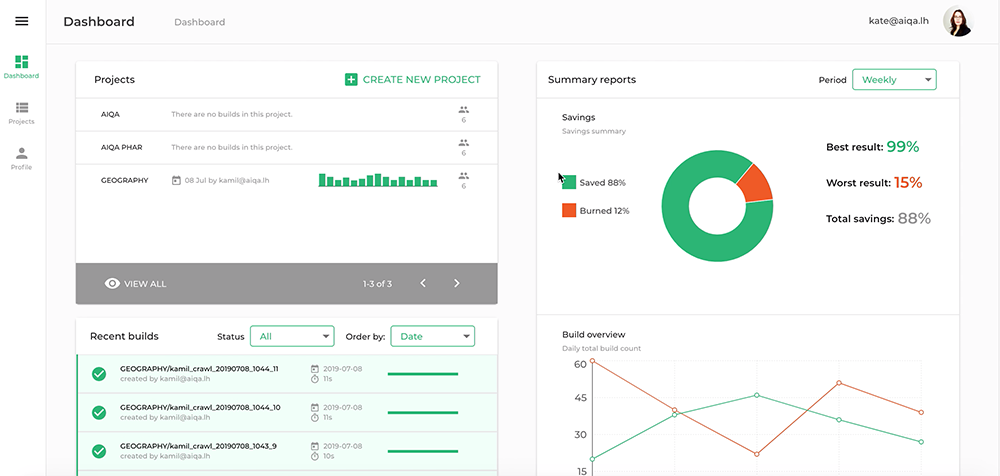 Dashboard
Dashboard
kate@aiqa.lh
Dashboard
Projects
Profile
Projects
CREATE NEW PROJECT
AIQA
There are no builds in this project.
6
AIQA PHAR
There are no builds in this project.
6
GEOGRAPHY
08 Jul by kamil@aiqa.lh
6
VIEW ALL
1-3 of 3
Recent builds
Status
All
Order by:
Date
GEOGRAPHY/kamil_crawl_20190708_1044_11
created by kamil@aiqa.lh
2019-07-08
11s
GEOGRAPHY/kamil_crawl_20190708_1044_10
created by kamil@aiqa.lh
2019-07-08
11s
GEOGRAPHY/kamil_crawl_20190708_1043_9
created by kamil@aiqa.lh
2019-07-08
10s
Summary reports
Period
Weekly
Savings
Savings summary
Saved 88%
Burned 12%
Best result: 99%
Worst result: 15%
Total savings: 88%
Build overview
Daily total build count
60
45
30
15